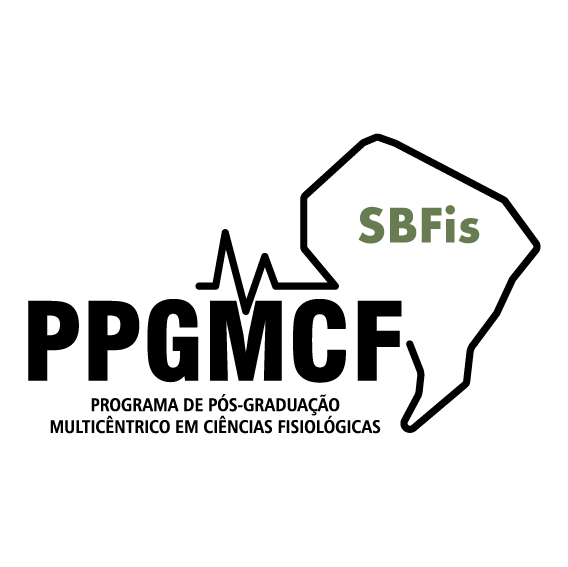 SBFis
PPGMCF
PROGRAMA DE PÓS-GRADUAÇÃO
MULTICÊNTRICO EM CIÊNCIAS FISIOLÓGICAS